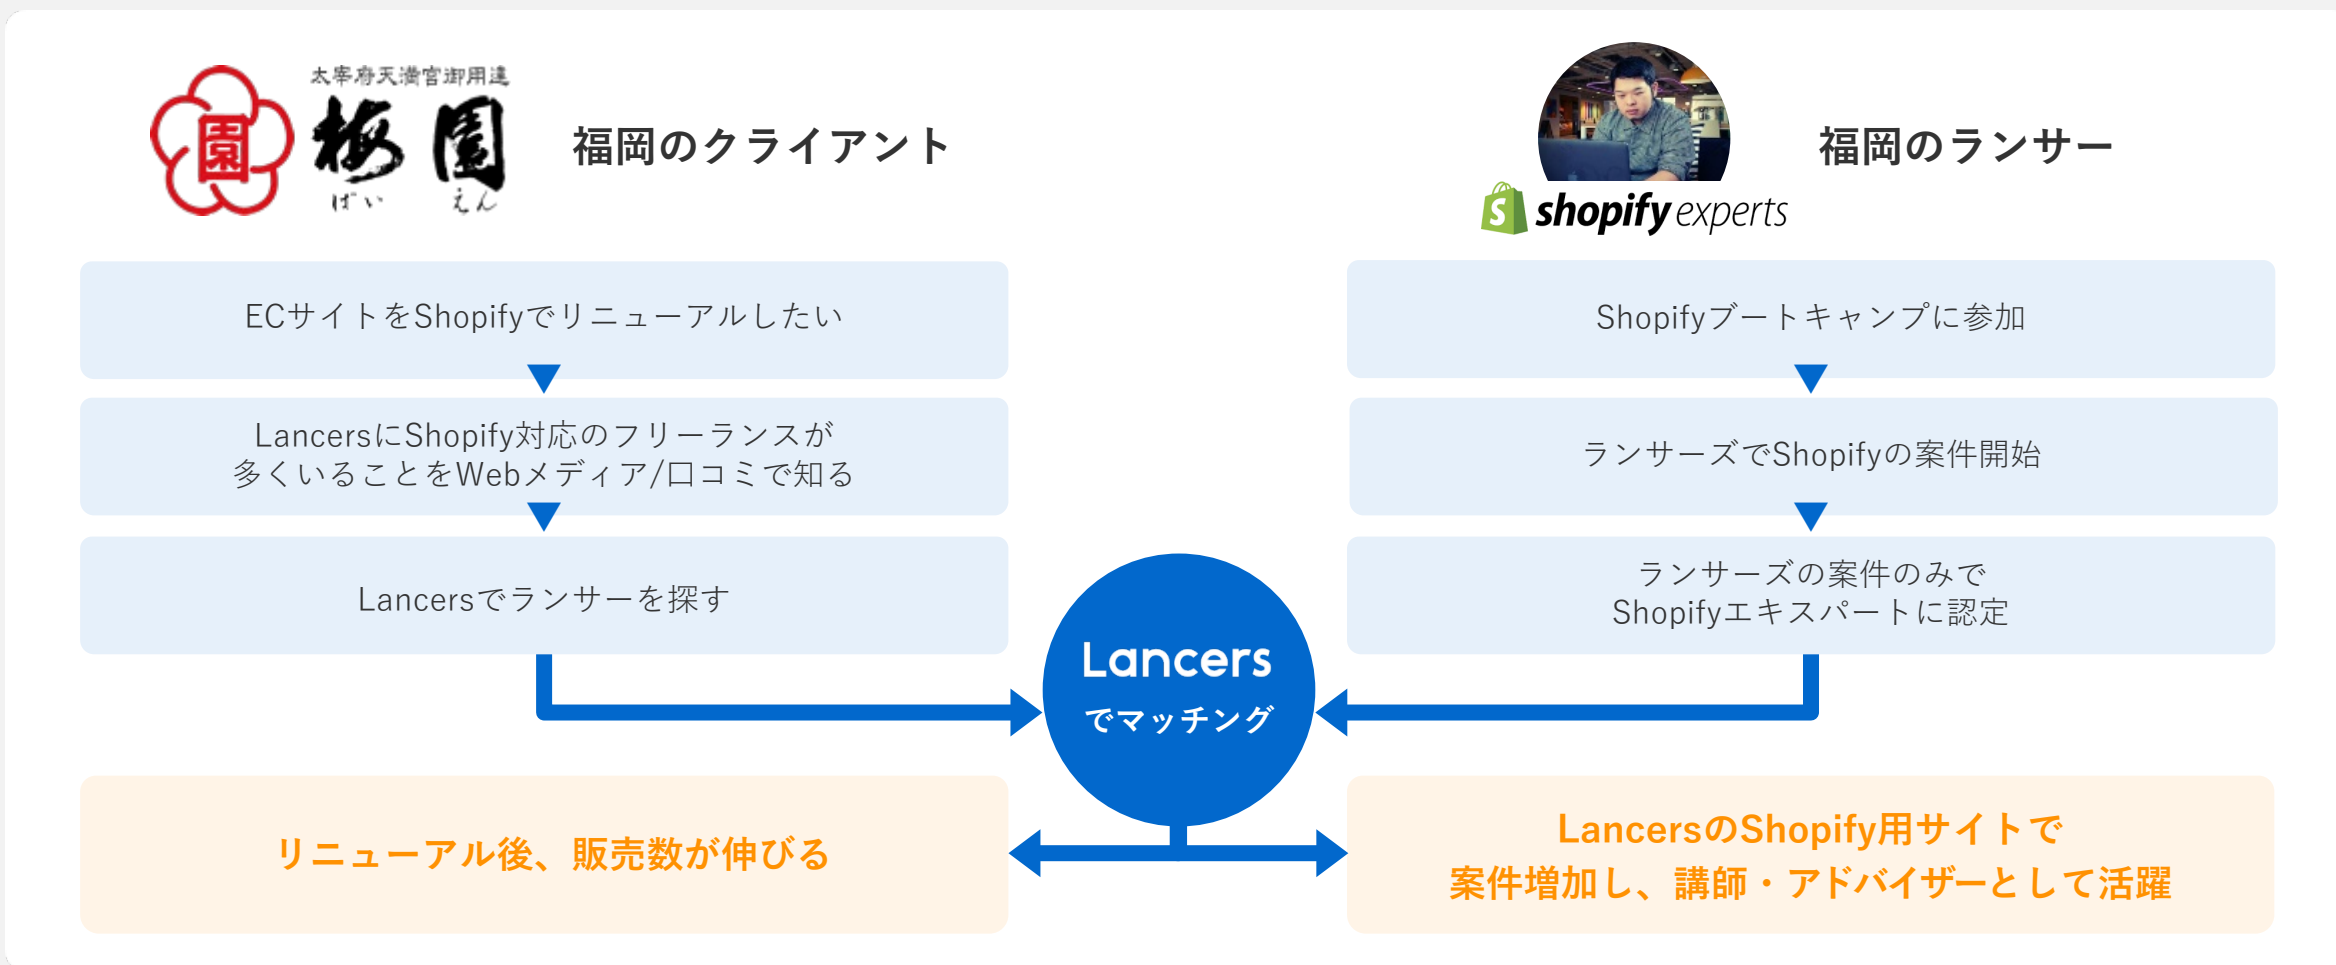 太宰府天満宮御用達
園
梅園
ばい えん
福岡のクライアント
ECサイトをShopifyでリニューアルしたい
LancersにShopify対応のフリーランスが
多くいることをWebメディア/口コミで知る
Lancersでランサーを探す
福岡のランサー
S
shopify experts
Shopifyブートキャンプに参加
ランサーズでShopifyの案件開始
ランサーズの案件のみで
Shopifyエキスパートに認定
Lancers
でマッチング
リニューアル後、販売数が伸びる
LancersのShopify用サイトで
案件増加し、講師・アドバイザーとして活躍